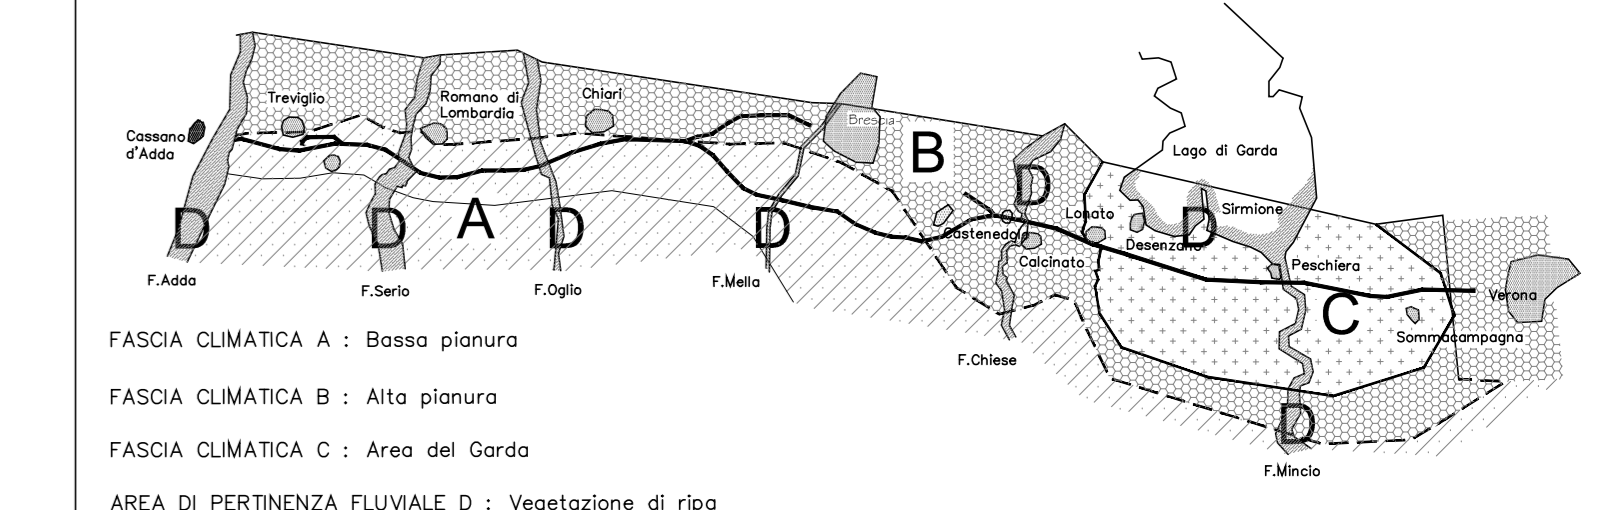 Treviglio
Romano di
Lombardia
Chiari
Brescia
Cassano
d'Adda
B
Lago di Garda
D
D
D
A
D
D
D
Lonato
Sirmione
Castenedolo
Desenzano
Calcinato
Peschiera
F.Adda
F.Serio
F.Oglio
F.Mella
Verona
C
Sommacampagna
F.Chiese
D
F.Mincio
FASCIA CLIMATICA A : Bassa pianura
FASCIA CLIMATICA B : Alta pianura
FASCIA CLIMATICA C : Area del Garda
AREA DI PERTINENZA FLUVIALE D : Vegetazione di ripa